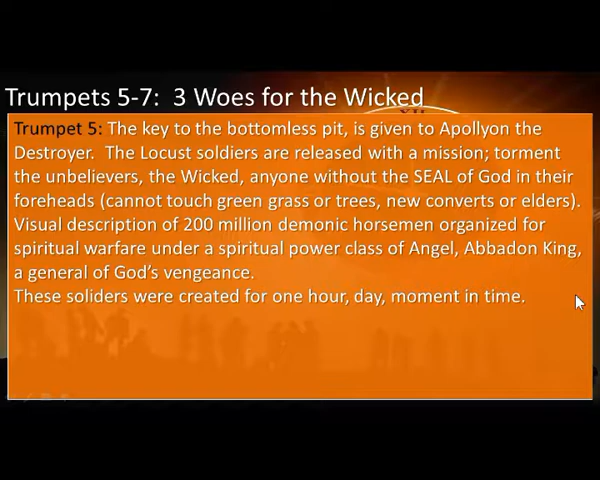 Trumpets 5-7:  3 Woes for the Wicked
Trumpet 5: The key to the bottomless pit, is given to Apollyon the
Destroyer.  The Locust soldiers are released with a mission; torment
the unbelievers, the Wicked, anyone without the SEAL of God in their
foreheads (cannot touch green grass or trees, new converts or elders).
Visual description of 200 million demonic horsemen organized for
spiritual warfare under a spiritual power class of Angel, Abbadon King,
a general of God's vengeance.
These soliders were created for one hour, day, moment in time.